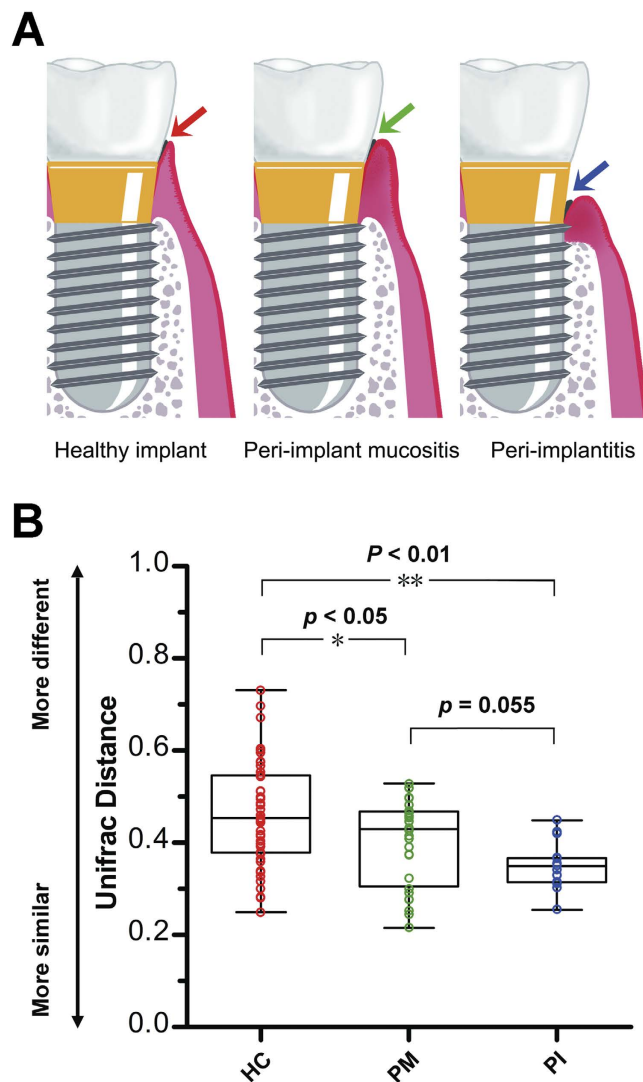 A
Healthy implant
Peri-implant mucositis
Peri-implantitis
B
More different
More similar
Unifrac Distance
1.0
0.8
0.6
0.4
0.2
0.0
P < 0.01
**
p < 0.05
*
p = 0.055
HC
PM
PI